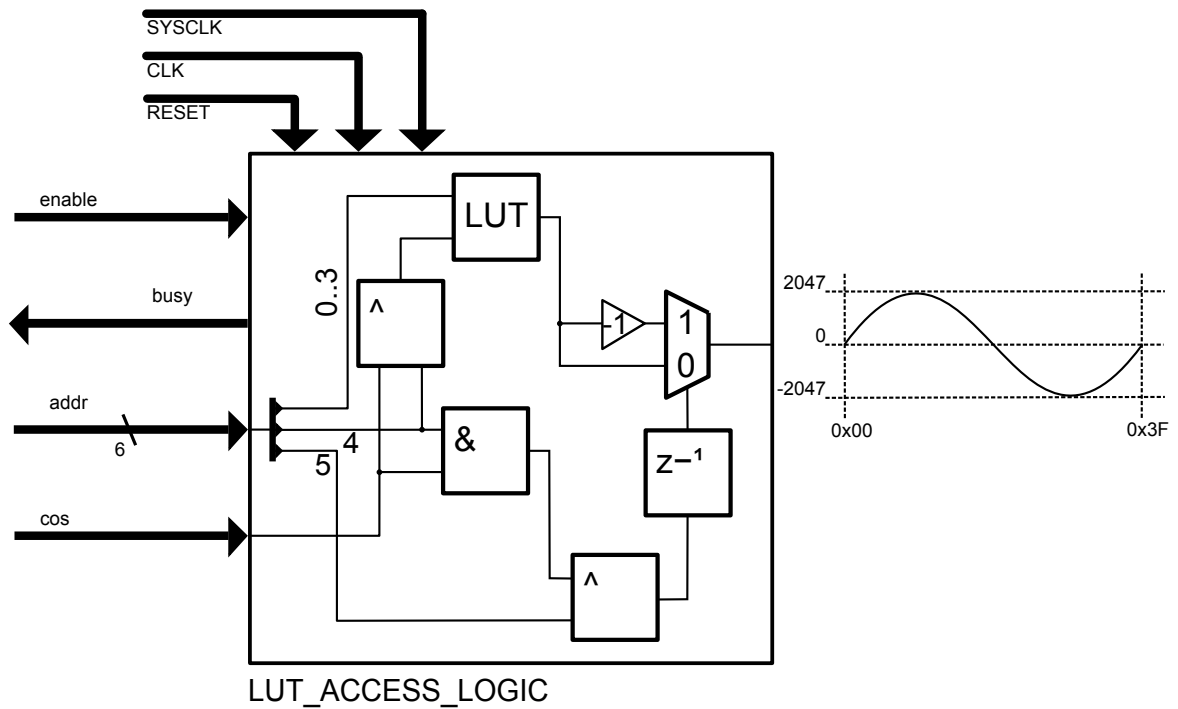 SYSCLK
CLK
RESET
enable
LUT
busy
0..3
^
-1
1
0
2047
0
-2047
0x00
0x3F
addr
6
4
5
&
z⁻¹
cos
^
LUT_ACCESS_LOGIC